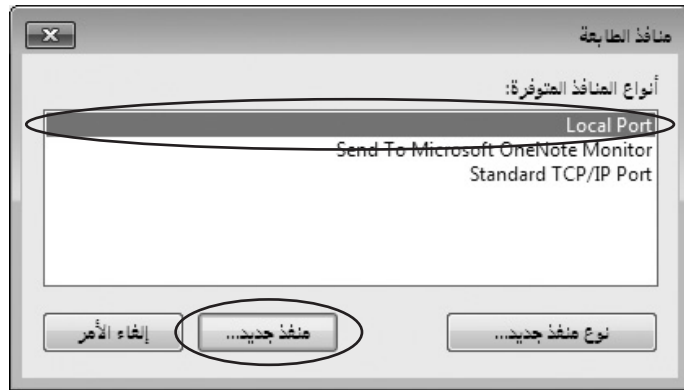 منافذ الطابعة
أنواع المنافذ المتوفرة:
Local Port
Send To Microsoft OneNote Monitor
Standard TCP/IP Port
نوع منفذ جديد...
منفذ جديد...
إلغاء الأمر